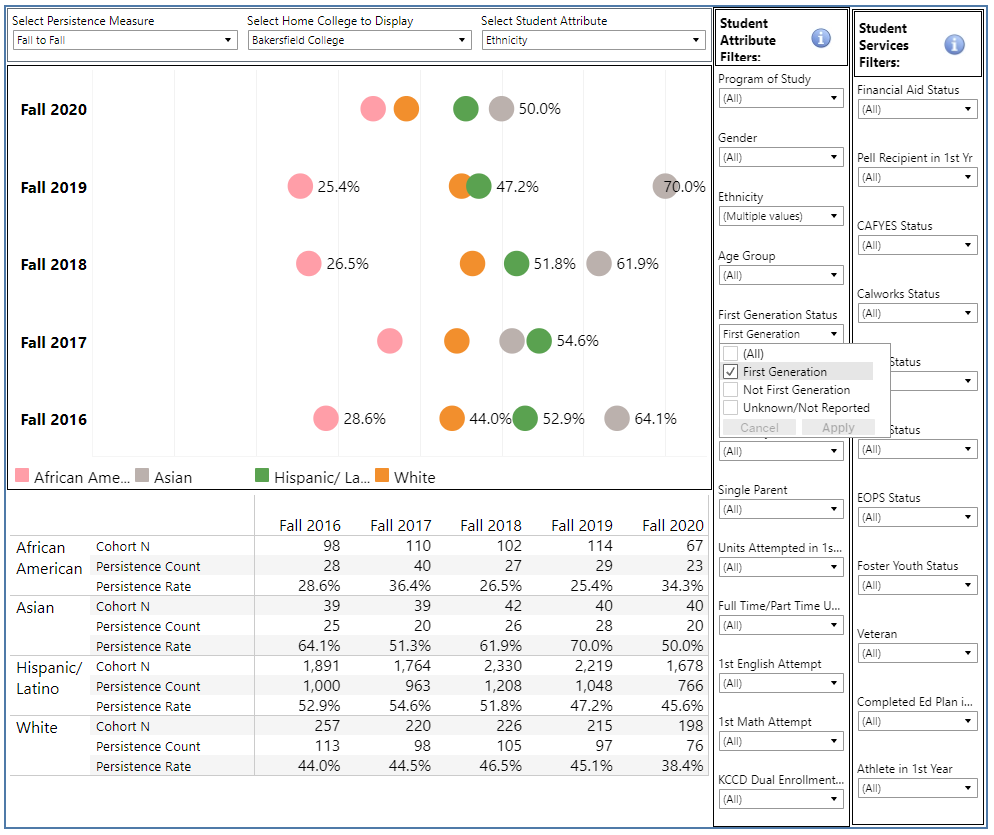 Select Persistence Measure
Fall to Fall
Select Home College to Display
Bakersfield College
Select Student Attribute
Ethnicity
Fall 2020
50.0%
Fall 2019
25.4%
47.2%
70.0%
Fall 2018
26.5%
51.8%
61.9%
Fall 2017
54.6%
Fall 2016
28.6%
44.0%
52.9%
64.1%
African Ame...
Asian
Hispanic/ La...
White
Fall 2016 Fall 2017 Fall 2018 Fall 2019 Fall 2020
African American
Cohort N 98 110 102 114 67
Persistence Count 28 40 27 29 23
Persistence Rate 28.6% 36.4% 26.5% 25.4% 34.3%
Asian
Cohort N 39 39 42 40 40
Persistence Count 25 20 26 28 20
Persistence Rate 64.1% 51.3% 61.9% 70.0% 50.0%
Hispanic/ Latino
Cohort N 1,891 1,764 2,330 2,219 1,678
Persistence Count 1,000 963 1,208 1,048 766
Persistence Rate 52.9% 54.6% 51.8% 47.2% 45.6%
White
Cohort N 257 220 226 215 198
Persistence Count 113 98 105 97 76
Persistence Rate 44.0% 44.5% 46.5% 45.1% 38.4%
Student
Attribute
Filters:
i
Program of Study
(All)
Gender
(All)
Ethnicity
(Multiple values)
Age Group
(All)
First Generation Status
First Generation
(All)
First Generation
Not First Generation
Unknown/Not Reported
Cancel Apply
(All)
Single Parent
(All)
Units Attempted in 1s...
(All)
Full Time/Part Time U...
(All)
1st English Attempt
(All)
1st Math Attempt
(All)
KCCD Dual Enrollment...
(All)
Student
Services
Filters:
i
Financial Aid Status
(All)
Pell Recipient in 1st Yr
(All)
CAFYES Status
(All)
Calworks Status
(All)
Status
Status
(All)
EOPS Status
(All)
Foster Youth Status
(All)
Veteran
(All)
Completed Ed Plan i...
(All)
Athlete in 1st Year
(All)